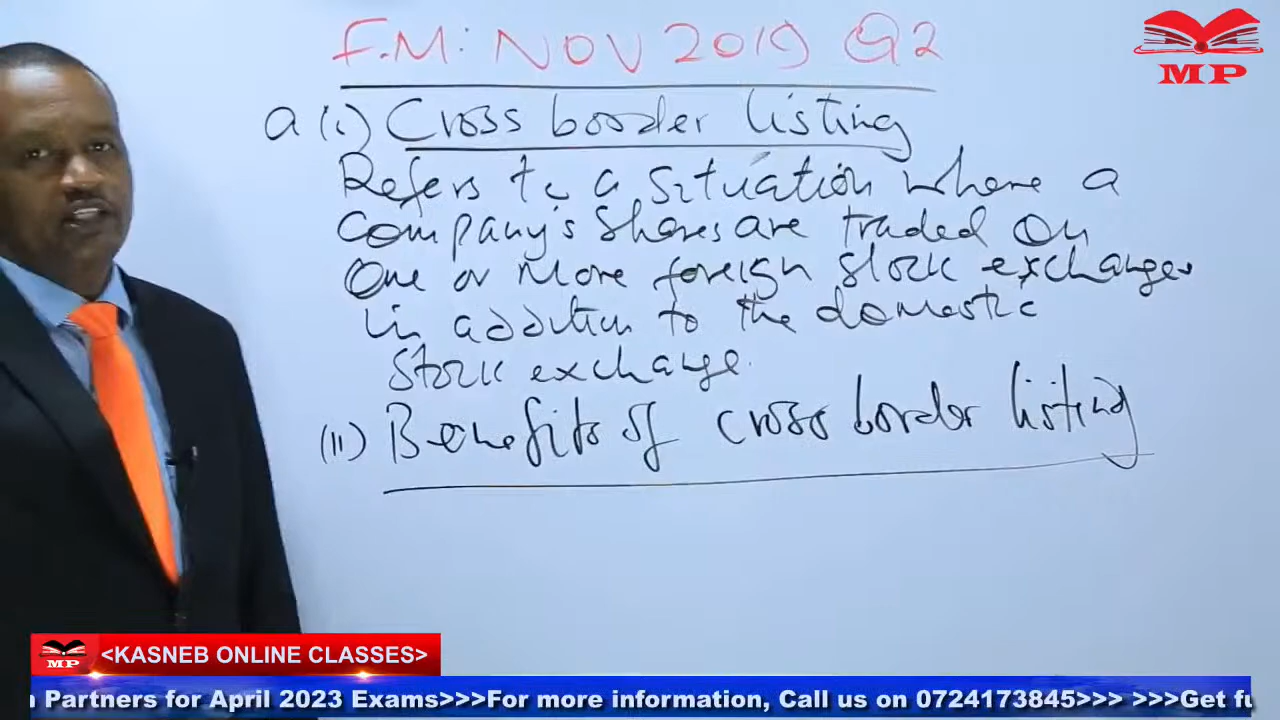 F.M: NOV 2019 Q2
MP
a (i) Cross boorder listing
Refers to a situation where a
Company's Shares are traded on
One or More foreign stock exchanges
in addition to the domestic
stock exchange.
(ii) Benefits of cross border listing
MP
<KASNEB ONLINE CLASSES>
Partners for April 2023 Exams>>>For more information, Call us on 0724173845>>> >>>Get